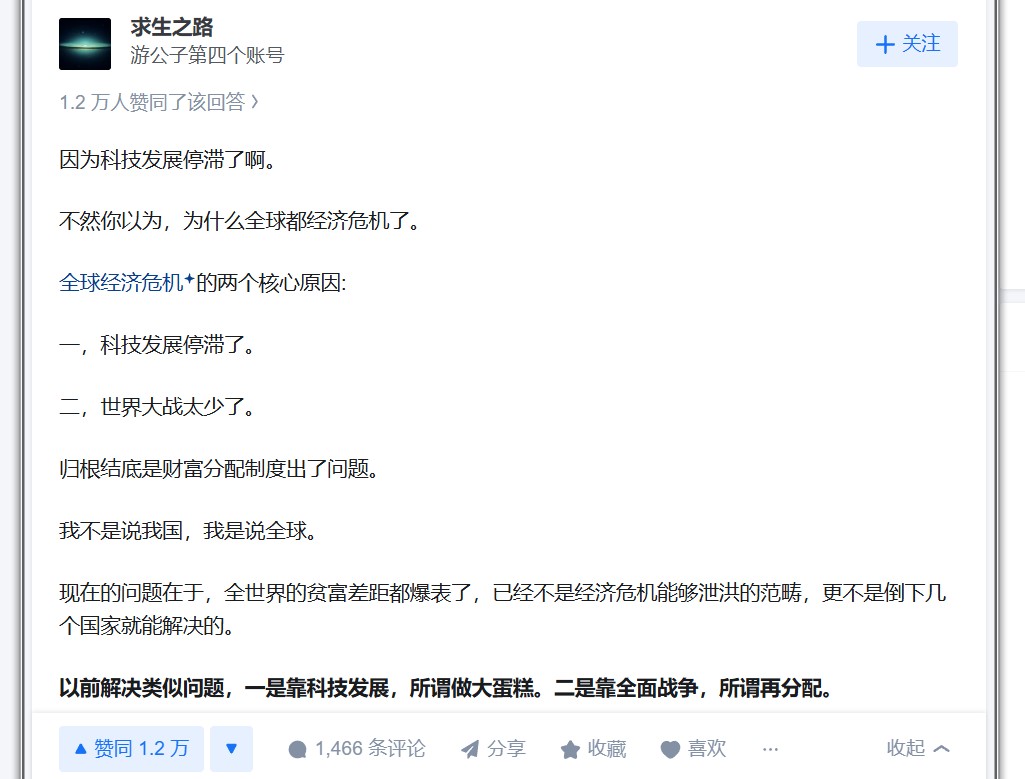 求生之路
游公子第四个账号
+ 关注
1.2 万人赞同了该回答 >
因为科技发展停滞了啊。
不然你以为，为什么全球都经济危机了。
全球经济危机✦的两个核心原因:
一，科技发展停滞了。
二，世界大战太少了。
归根结底是财富分配制度出了问题。
我不是说我国，我是说全球。
现在的问题在于，全世界的贫富差距都爆表了，已经不是经济危机能够泄洪的范畴，更不是倒下几
个国家就能解决的。
以前解决类似问题，一是靠科技发展，所谓做大蛋糕。二是靠全面战争，所谓再分配。
▲ 赞同 1.2 万 ▼ 1,466 条评论 分享 收藏 喜欢 ··· 收起